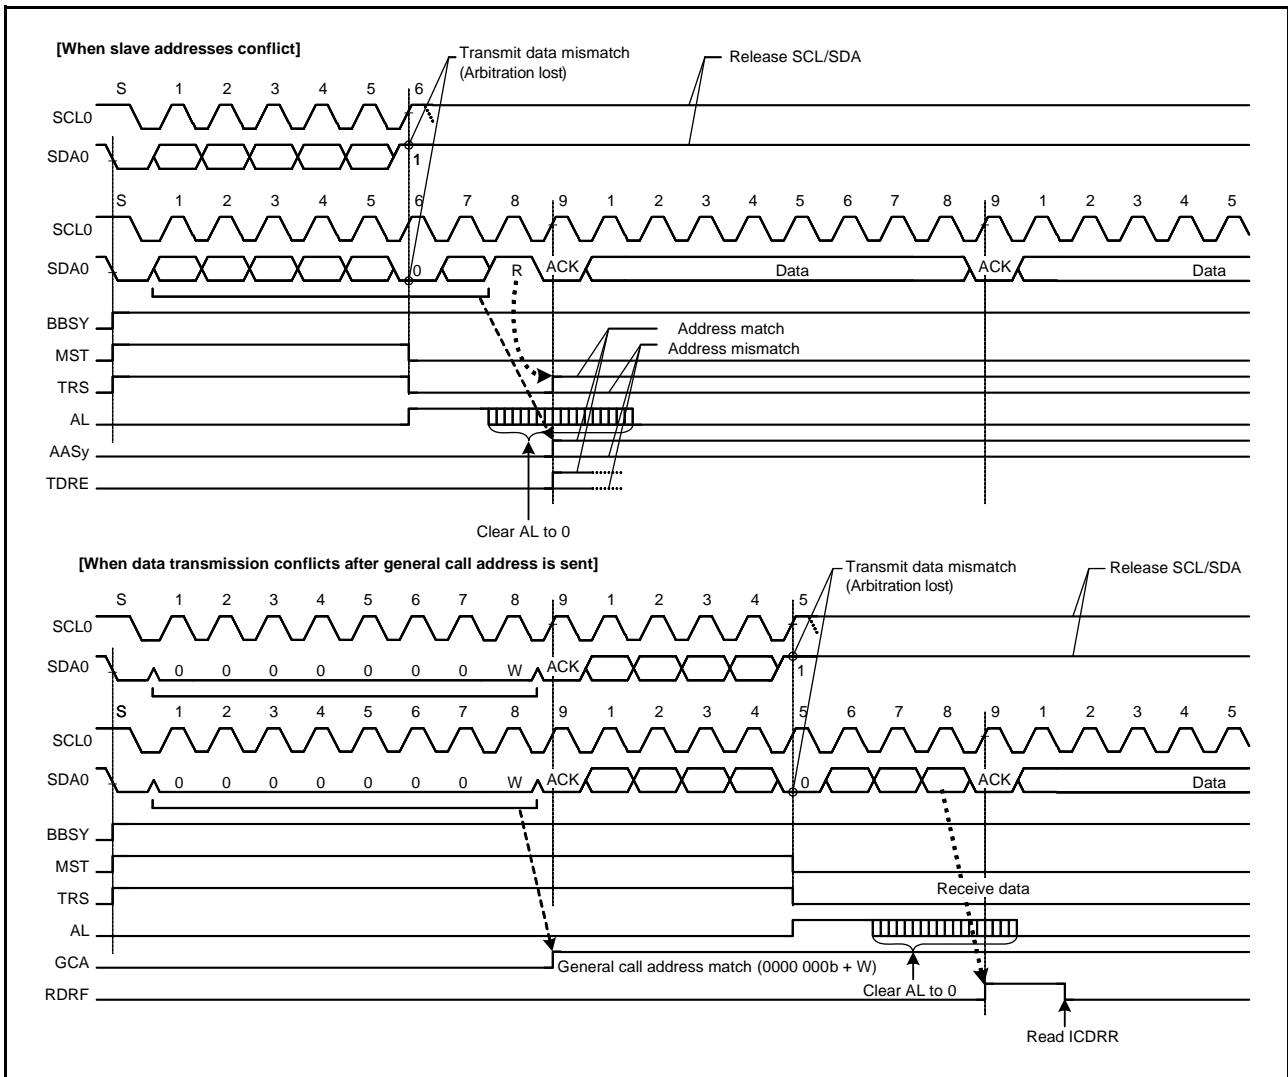 [When slave addresses conflict]
Transmit data mismatch
(Arbitration lost)
Release SCL/SDA
S 1 2 3 4 5 6
SCL0
SDA0
1
S 1 2 3 4 5 6 7 8 9 1 2 3 4 5 6 7 8 9 1 2 3 4 5
SCL0
SDA0 0 R ACK Data ACK Data
BBSY
Address match
MST
Address mismatch
TRS
AL
AASy
TDRE
Clear AL to 0
[When data transmission conflicts after general call address is sent]
Transmit data mismatch
(Arbitration lost)
Release SCL/SDA
S 1 2 3 4 5 6 7 8 9 1 2 3 4 5
SCL0
SDA0 0 0 0 0 0 0 0 W ACK 1
S 1 2 3 4 5 6 7 8 9 1 2 3 4 5 6 7 8 9 1 2 3 4 5
SCL0
SDA0 0 0 0 0 0 0 0 W ACK 0 ACK Data
BBSY
MST
Receive data
TRS
AL
GCA
General call address match (0000 000b + W)
Clear AL to 0
RDRF
Read ICDRR